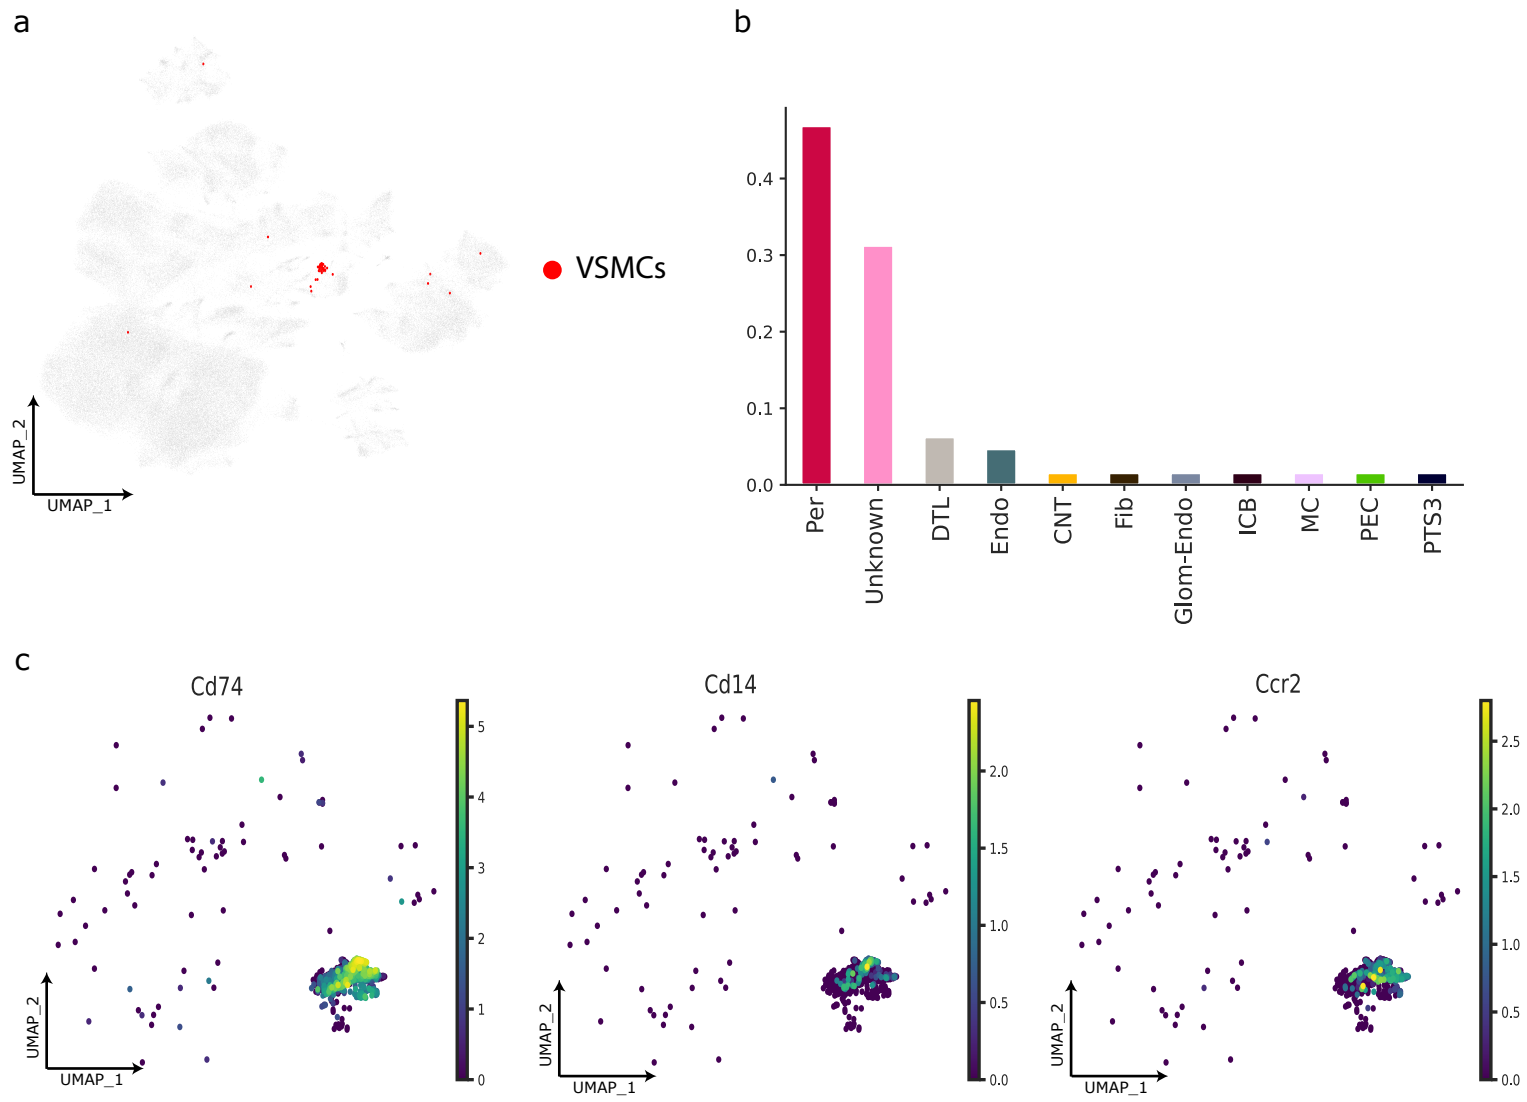 a
UMAP_2
UMAP_1
VSMCs
b
0.4
0.3
0.2
0.1
0.0
Per
Unknown
DTL
Endo
CNT
Fib
Glom-Endo
ICB
MC
PEC
PTS3
c
Cd74
5
4
3
2
1
0
UMAP_2
UMAP_1
Cd14
2.0
1.5
1.0
0.5
0.0
UMAP_2
UMAP_1
Ccr2
2.5
2.0
1.5
1.0
0.5
0.0
UMAP_2
UMAP_1